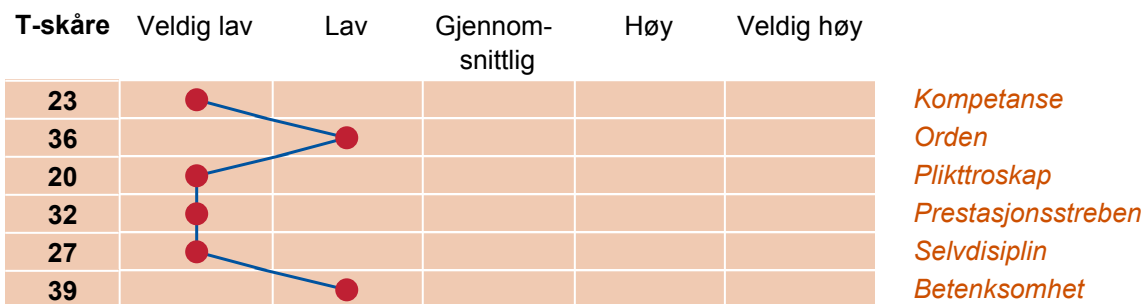 T-skåre Veldig lav Lav Gjennom- Høy Veldig høy
snittlig
23 Kompetanse
36 Orden
20 Plikttroskap
32 Prestasjonsstreben
27 Selvdisiplin
39 Betenksomhet